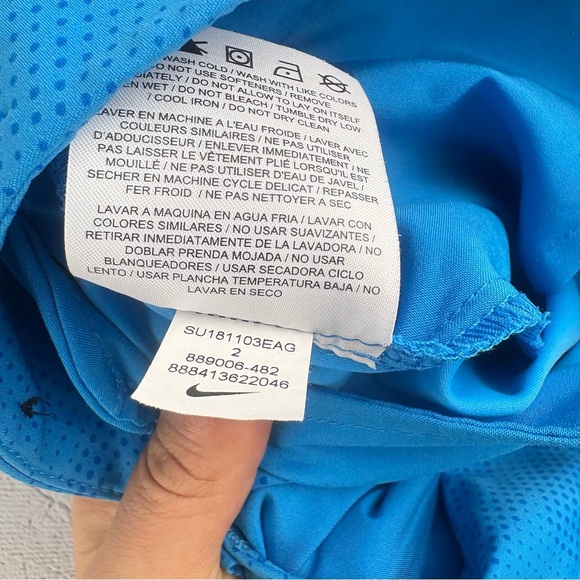 WASH COLD / WASH WITH LIKE COLORS
DO NOT USE SOFTENERS / REMOVE
/ DO NOT ALLOW TO LAY ON ITSELF
WHEN WET / DO NOT BLEACH / TUMBLE DRY LOW
/ COOL IRON / DO NOT DRY CLEAN
LAVER EN MACHINE A L'EAU FROIDE / LAVER AVEC
COULEURS SIMILAIRES / NE PAS UTILISER
D'ADOUCISSEUR / ENLEVER IMMEDIATEMENT / NE
PAS LAISSER LE VÊTEMENT PLIÉ LORSQU'IL EST
MOUILLÉ / NE PAS UTILISER D'EAU DE JAVEL /
SECHER EN MACHINE CYCLE DELICAT / REPASSER
FER FROID / NE PAS NETTOYER A SEC
LAVAR A MAQUINA EN AGUA FRIA / LAVAR CON
COLORES SIMILARES / NO USAR SUAVIZANTES /
RETIRAR INMEDIATAMENTE DE LA LAVADORA / NO
DOBLAR PRENDA MOJADA / NO USAR
BLANQUEADORES / USAR SECADORA CICLO
LENTO / USAR PLANCHA TEMPERATURA BAJA / NO
LAVAR EN SECO
SU181103EAG
2
889006-482
888413622046